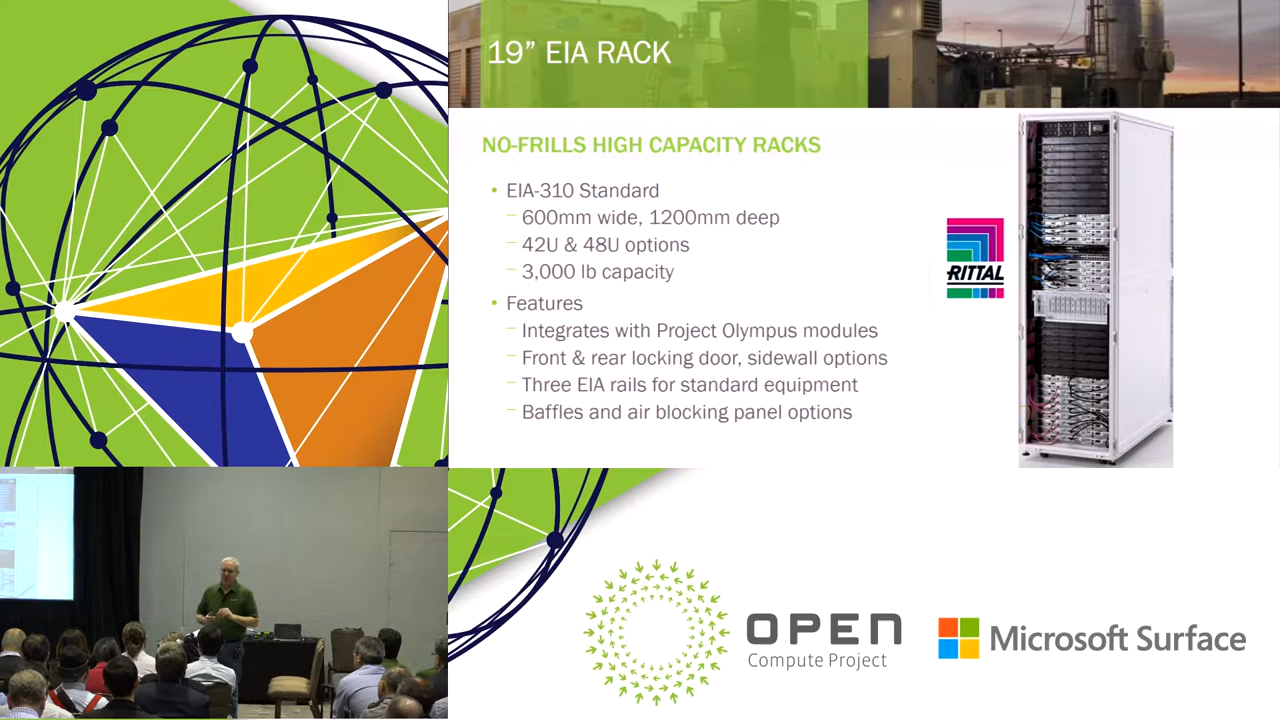 19” EIA RACK
NO-FRILLS HIGH CAPACITY RACKS
• EIA-310 Standard
– 600mm wide, 1200mm deep
– 42U & 48U options
– 3,000 lb capacity
• Features
– Integrates with Project Olympus modules
– Front & rear locking door, sidewall options
– Three EIA rails for standard equipment
– Baffles and air blocking panel options
RITTAL
OPEN
Compute Project
Microsoft Surface